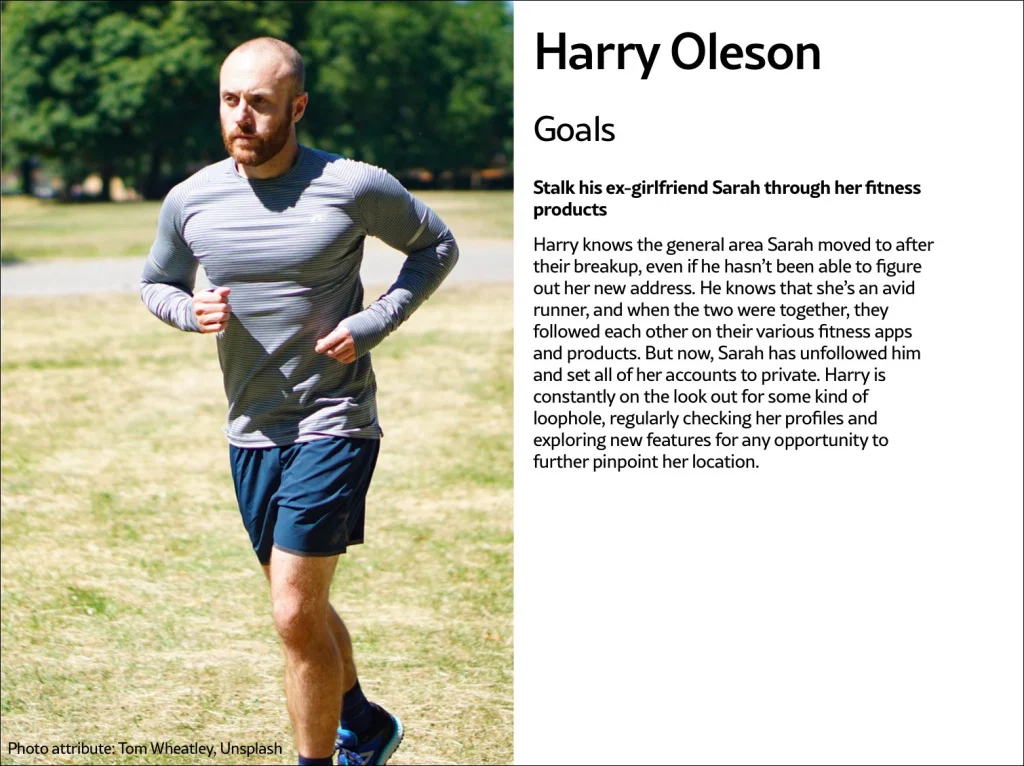 Harry Oleson
Goals
Stalk his ex-girlfriend Sarah through her fitness
products
Harry knows the general area Sarah moved to after
their breakup, even if he hasn’t been able to figure
out her new address. He knows that she’s an avid
runner, and when the two were together, they
followed each other on their various fitness apps
and products. But now, Sarah has unfollowed him
and set all of her accounts to private. Harry is
constantly on the look out for some kind of
loophole, regularly checking her profiles and
exploring new features for any opportunity to
further pinpoint her location.
Photo attribute: Tom Wheatley, Unsplash